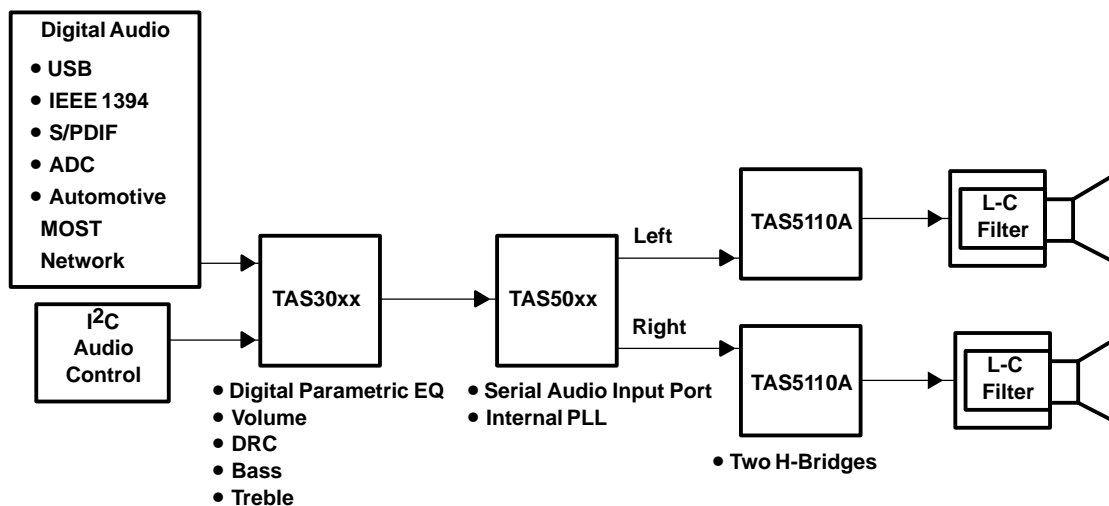 Digital Audio
● USB
● IEEE 1394
● S/PDIF
● ADC
● Automotive
MOST
Network
I2C
Audio
Control
TAS30xx
● Digital Parametric EQ
● Volume
● DRC
● Bass
● Treble
TAS50xx
● Serial Audio Input Port
● Internal PLL
Left
Right
TAS5110A
L-C
Filter
TAS5110A
● Two H-Bridges
L-C
Filter